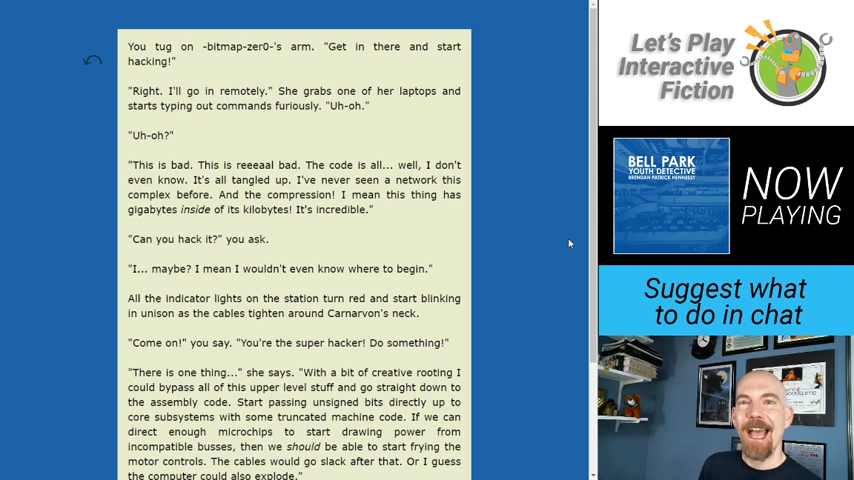 You tug on -bitmap-zer0-'s arm. "Get in there and start
hacking!"
"Right. I'll go in remotely." She grabs one of her laptops and
starts typing out commands furiously. "Uh-oh."
"Uh-oh?"
"This is bad. This is reeeaal bad. The code is all... well, I don't
even know. It's all tangled up. I've never seen a network this
complex before. And the compression! I mean this thing has
gigabytes inside of its kilobytes! It's incredible."
"Can you hack it?" you ask.
"I... maybe? I mean I wouldn't even know where to begin."
All the indicator lights on the station turn red and start blinking
in unison as the cables tighten around Carnarvon's neck.
"Come on!" you say. "You're the super hacker! Do something!"
"There is one thing..." she says. "With a bit of creative rooting I
could bypass all of this upper level stuff and go straight down to
the assembly code. Start passing unsigned bits directly up to
core subsystems with some truncated machine code. If we can
direct enough microchips to start drawing power from
incompatible busses, then we should be able to start frying the
motor controls. The cables would go slack after that. Or I guess
the computer could also explode."
Let's Play
Interactive
Fiction
BELL PARK
YOUTH DETECTIVE
BRENDAN PATRICK HENNESSY
NOW
PLAYING
Suggest what
to do in chat